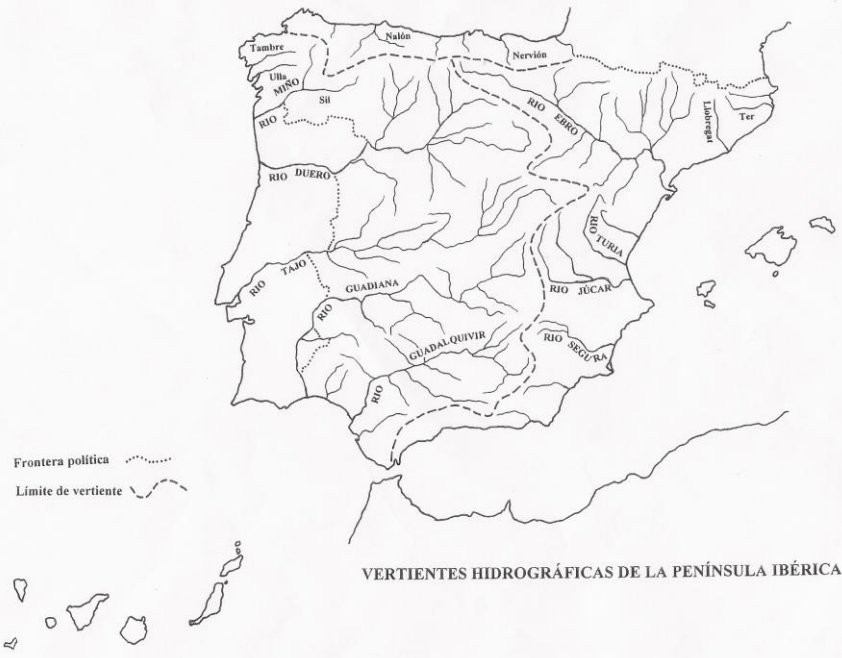 Nalón
Tambre
Nervión
Ulla
RIO MIÑO
Sil
RIO EBRO
Llobregat
Ter
RIO DUERO
RIO TURIA
RIO TAJO
RIO GUADIANA
RIO JÚCAR
RIO GUADALQUIVIR
RIO SEGURA
Frontera política
Límite de vertiente
VERTIENTES HIDROGRÁFICAS DE LA PENÍNSULA IBÉRICA